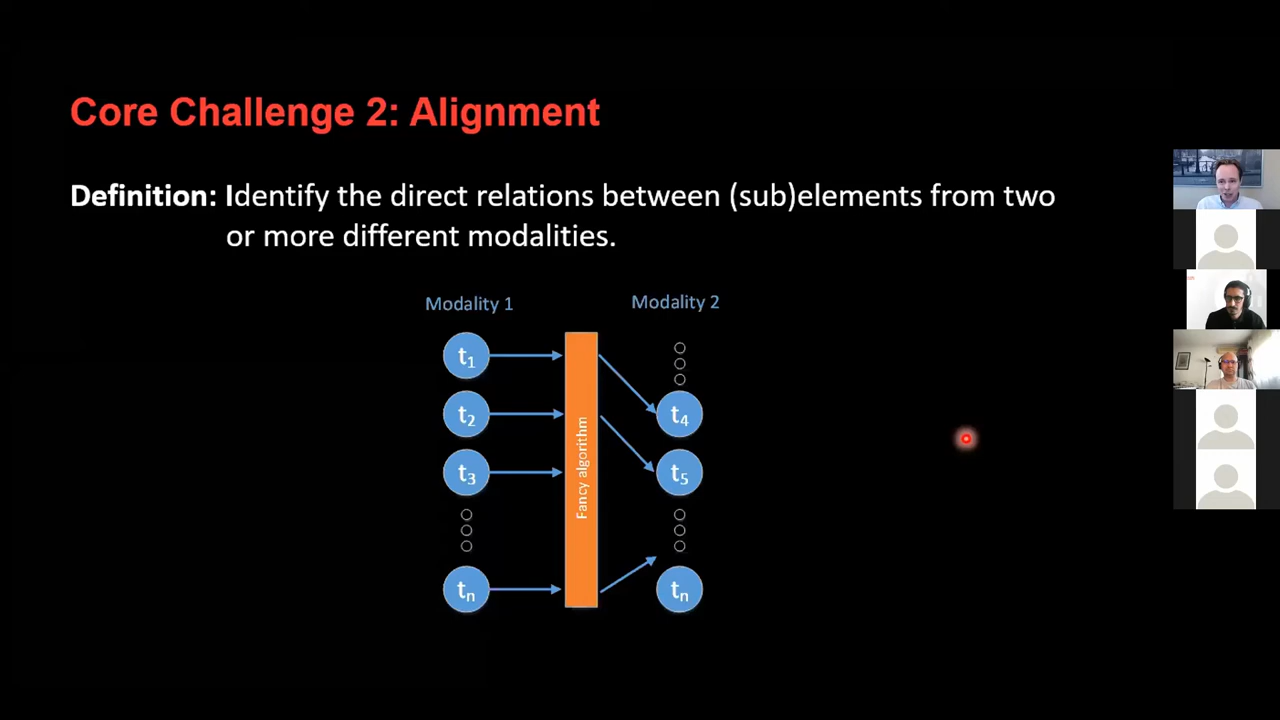 Core Challenge 2: Alignment
Definition: Identify the direct relations between (sub)elements from two
or more different modalities.
Modality 1
Modality 2
t1
t2
t3
tn
Fancy algorithm
t4
t5
tn